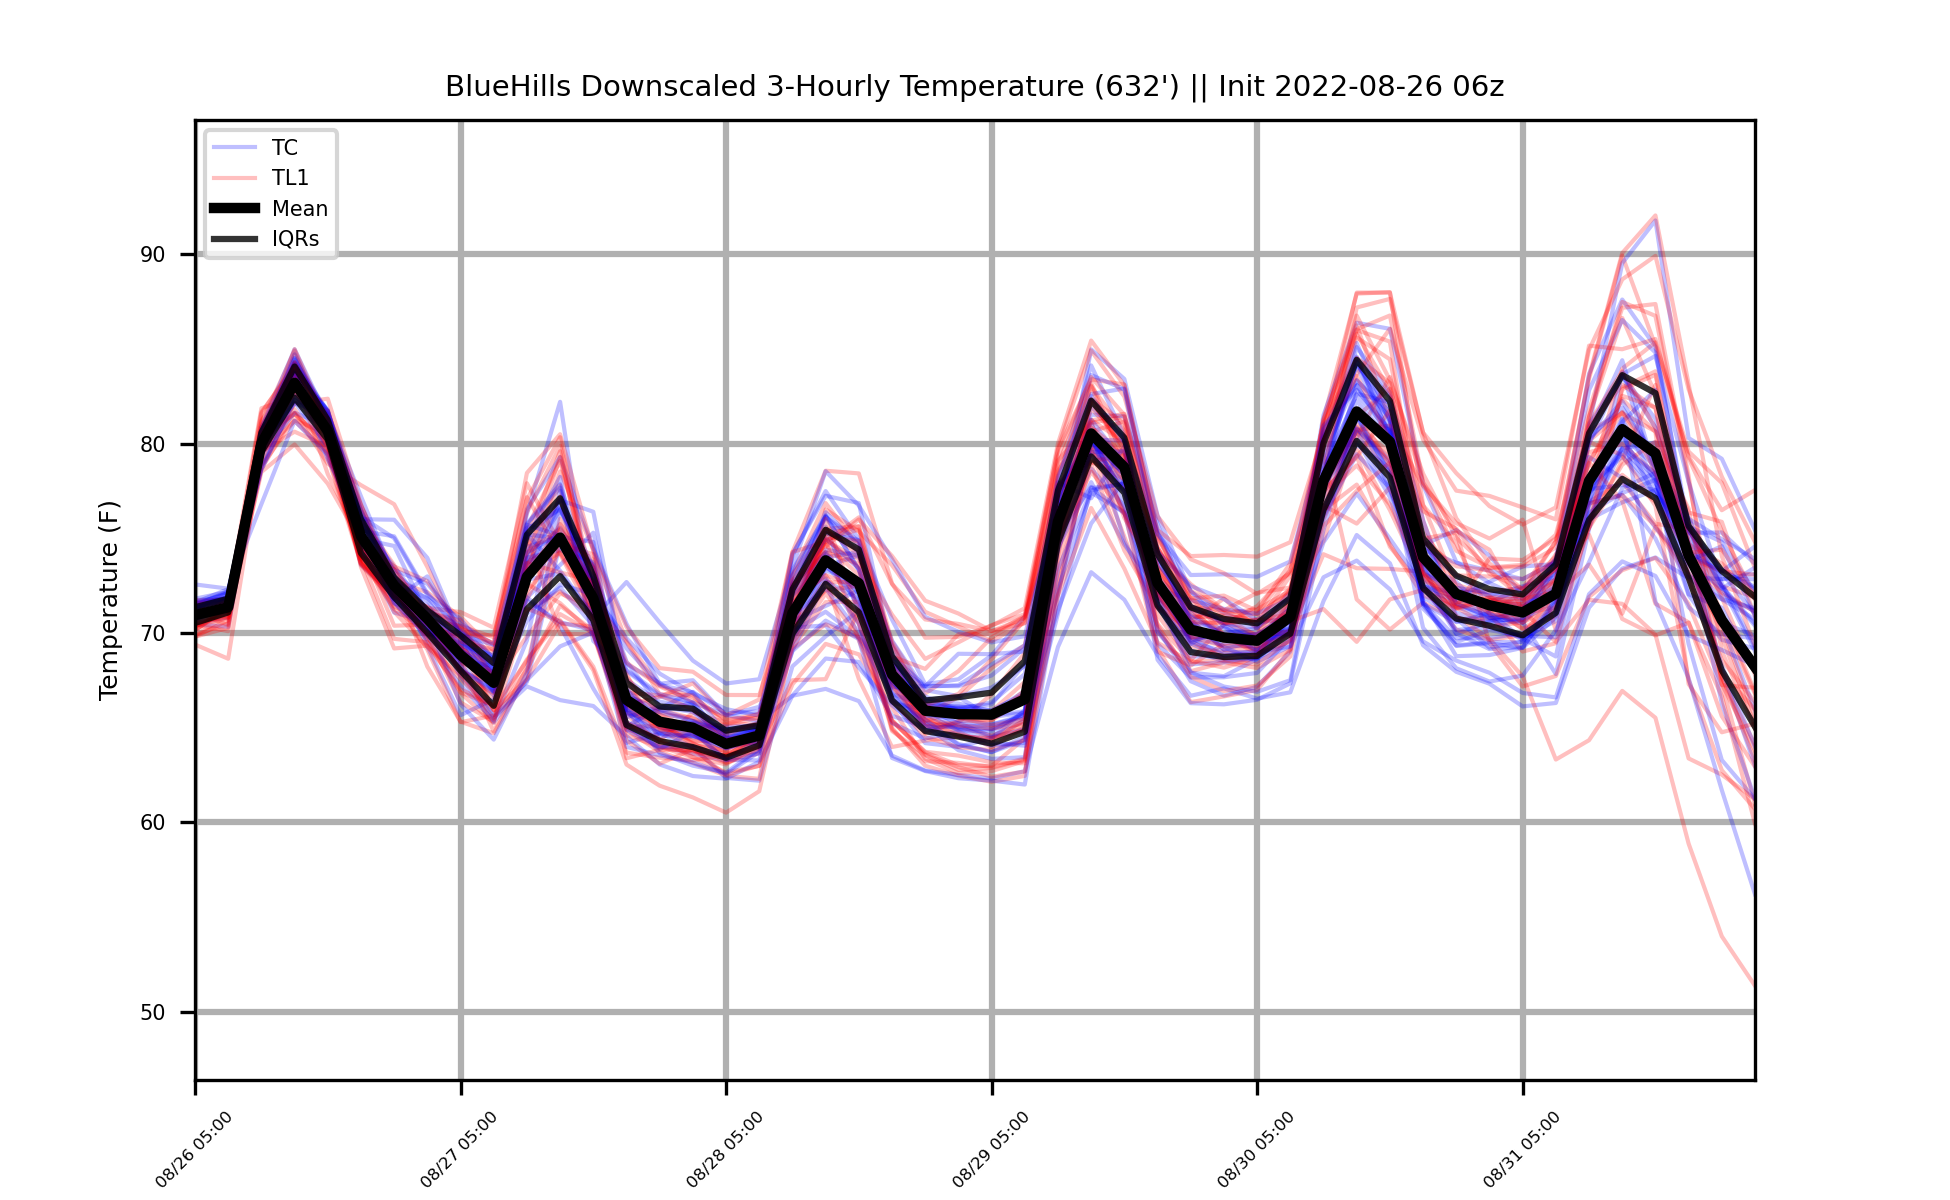 BlueHills Downscaled 3-Hourly Temperature (632') || Init 2022-08-26 06z
TC
TL1
Mean
IQRs
Temperature (F)
90
80
70
60
50
08/26 05:00
08/27 05:00
08/28 05:00
08/29 05:00
08/30 05:00
08/31 05:00